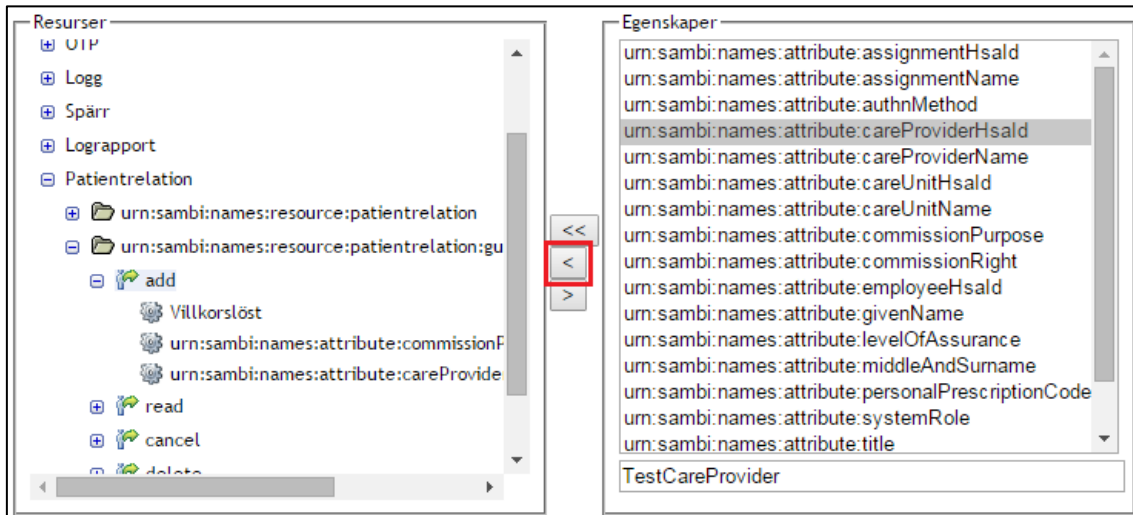 Resurser
OTP
Logg
Spärr
Lograpport
Patientrelation
urn:sambi:names:resource:patientrelation
urn:sambi:names:resource:patientrelation:gu
add
Villkorslöst
urn:sambi:names:attribute:commissionP
urn:sambi:names:attribute:careProvide
read
cancel
delete
<<
<
>
Egenskaper
urn:sambi:names:attribute:assignmentHsaId
urn:sambi:names:attribute:assignmentName
urn:sambi:names:attribute:authnMethod
urn:sambi:names:attribute:careProviderHsaId
urn:sambi:names:attribute:careProviderName
urn:sambi:names:attribute:careUnitHsaId
urn:sambi:names:attribute:careUnitName
urn:sambi:names:attribute:commissionPurpose
urn:sambi:names:attribute:commissionRight
urn:sambi:names:attribute:employeeHsaId
urn:sambi:names:attribute:givenName
urn:sambi:names:attribute:levelOfAssurance
urn:sambi:names:attribute:middleAndSurname
urn:sambi:names:attribute:personalPrescriptionCode
urn:sambi:names:attribute:systemRole
urn:sambi:names:attribute:title
TestCareProvider